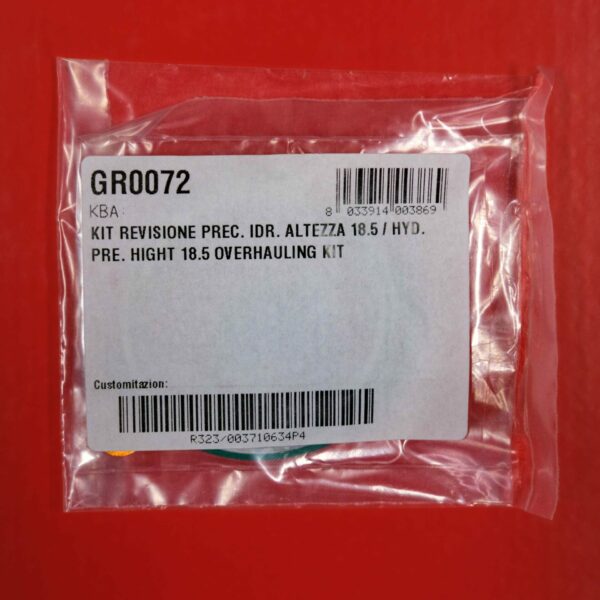 GR0072
KBA:
8 033914 003869
KIT REVISIONE PREC. IDR. ALTEZZA 18.5 / HYD.
PRE. HIGHT 18.5 OVERHAULING KIT
Customitazion:
R323/003710634P4